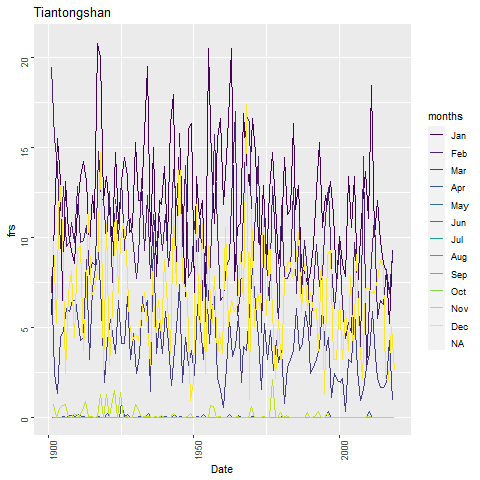 Tiantongshan
frs
20
15
10
5
0
1900
1950
2000
Date
months
Jan
Feb
Mar
Apr
May
Jun
Jul
Aug
Sep
Oct
Nov
Dec
NA